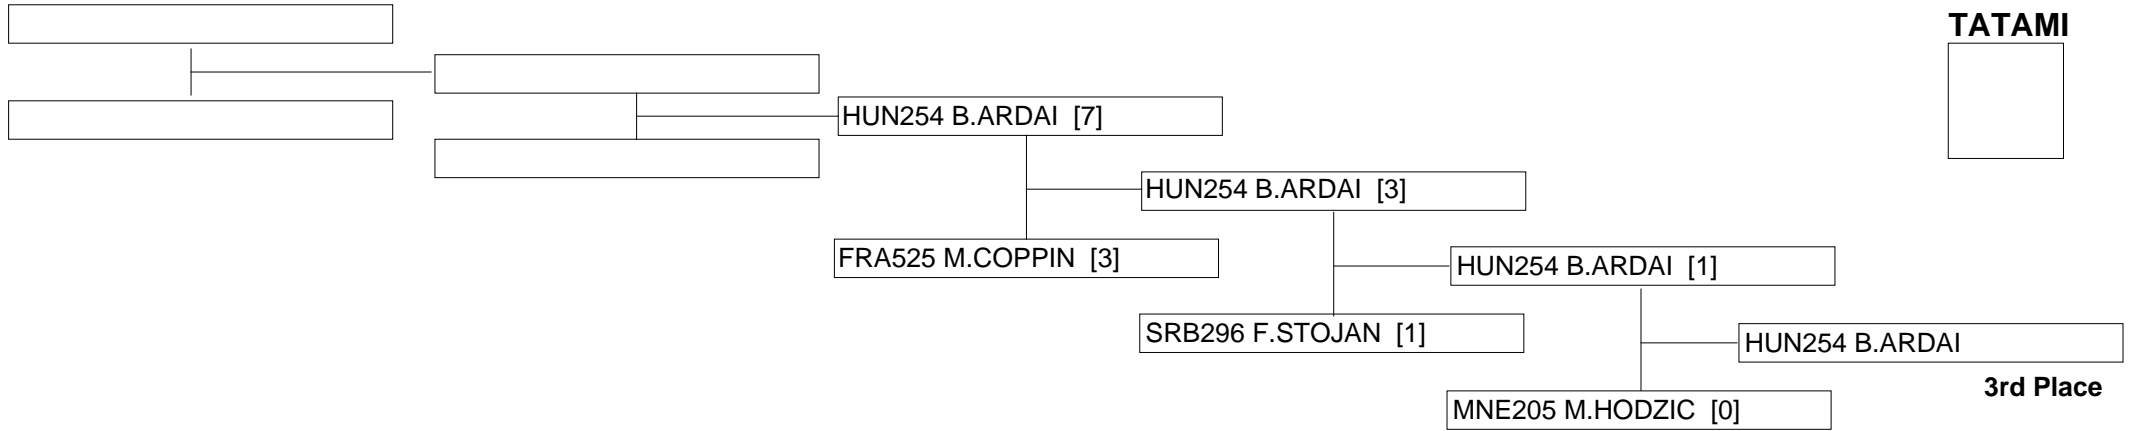 TATAMI
HUN254 B.ARDAI [7]
HUN254 B.ARDAI [3]
FRA525 M.COPPIN [3]
HUN254 B.ARDAI [1]
SRB296 F.STOJAN [1]
HUN254 B.ARDAI
3rd Place
MNE205 M.HODZIC [0]